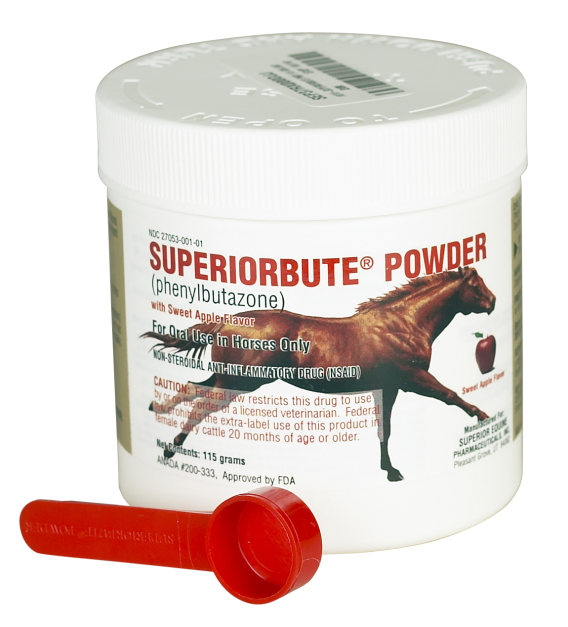 TO OPEN
NDC 27053-001-01
SUPERIORBUTE® POWDER
(phenylbutazone)
with Sweet Apple Flavor
For Oral Use in Horses Only
NON-STEROIDAL ANTI-INFLAMMATORY DRUG (NSAID)
Sweet Apple Flavor
CAUTION: Federal law restricts this drug to use
by or on the order of a licensed veterinarian. Federal
law prohibits the extra-label use of this product in
female dairy cattle 20 months of age or older.
Net Contents: 115 grams
ANADA #200-333, Approved by FDA
Manufactured For:
SUPERIOR EQUINE
PHARMACEUTICALS, INC.
Pleasant Grove, UT 84062
SUPERIORBUTE® POWDER